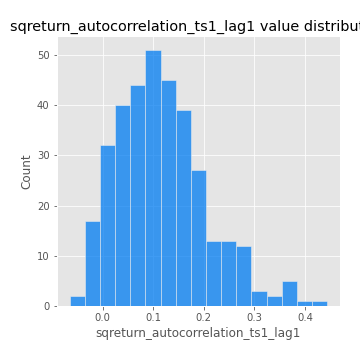 sqreturn_autocorrelation_ts1_lag1 value distribut
50
40
30
20
10
0
Count
0.0 0.1 0.2 0.3 0.4
sqreturn_autocorrelation_ts1_lag1